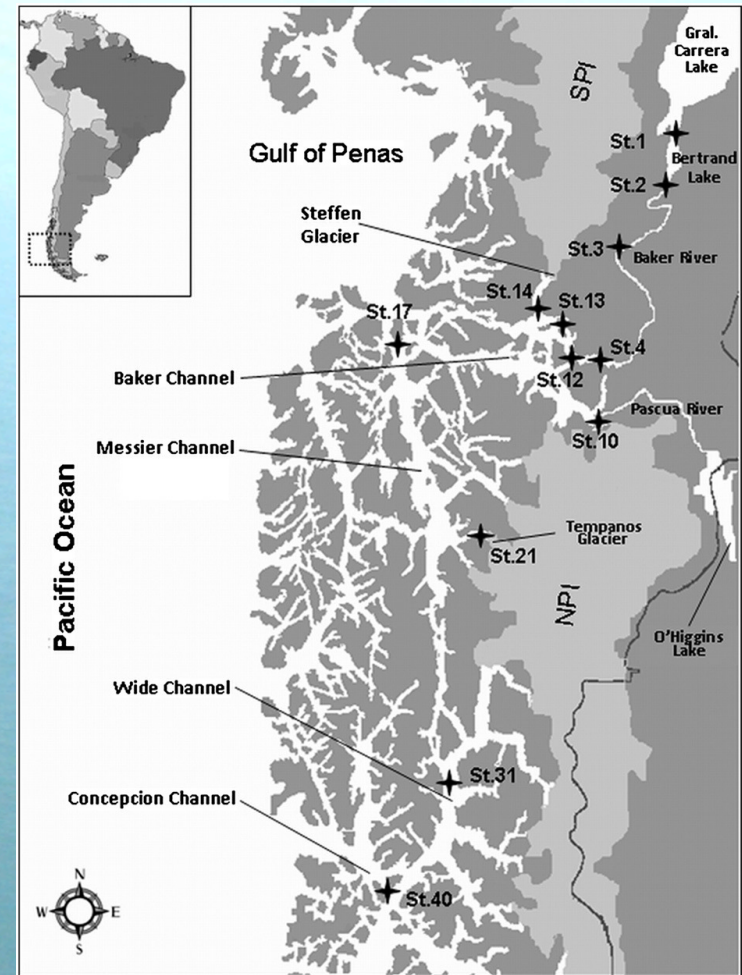 Gral.
Carrera
Lake
SPI
St.1
Bertrand
Lake
Gulf of Penas
St.2
Steffen
Glacier
St.3
Baker River
St.14
St.13
St.17
St.4
Baker Channel
St.12
Pascua River
St.10
Messier Channel
Pacific Ocean
Tempanos
Glacier
St.21
NPI
O'Higgins
Lake
Wide Channel
St.31
Concepcion Channel
St.40
N
W
E
S